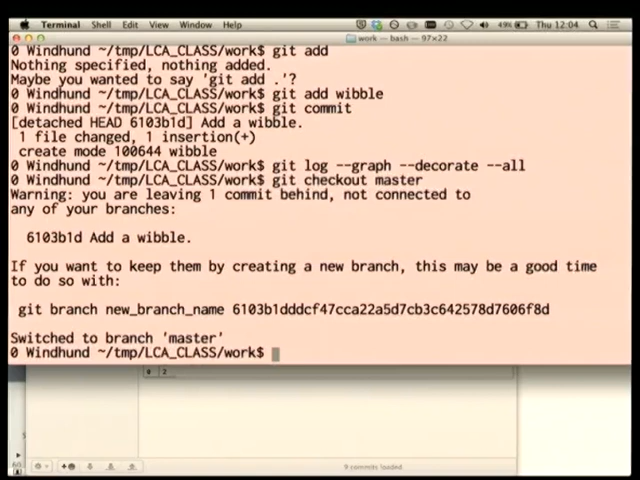 Terminal Shell Edit View Window Help 49% Thu 12:04
work — bash — 97×22
0 Windhund ~/tmp/LCA_CLASS/work$ git add
Nothing specified, nothing added.
Maybe you wanted to say 'git add .'?
0 Windhund ~/tmp/LCA_CLASS/work$ git add wibble
0 Windhund ~/tmp/LCA_CLASS/work$ git commit
[detached HEAD 6103b1d] Add a wibble.
1 file changed, 1 insertion(+)
create mode 100644 wibble
0 Windhund ~/tmp/LCA_CLASS/work$ git log --graph --decorate --all
0 Windhund ~/tmp/LCA_CLASS/work$ git checkout master
Warning: you are leaving 1 commit behind, not connected to
any of your branches:
6103b1d Add a wibble.
If you want to keep them by creating a new branch, this may be a good time
to do so with:
git branch new_branch_name 6103b1dddcf47cca22a5d7cb3c642578d7606f8d
Switched to branch 'master'
0 Windhund ~/tmp/LCA_CLASS/work$
0 2
9 commits loaded